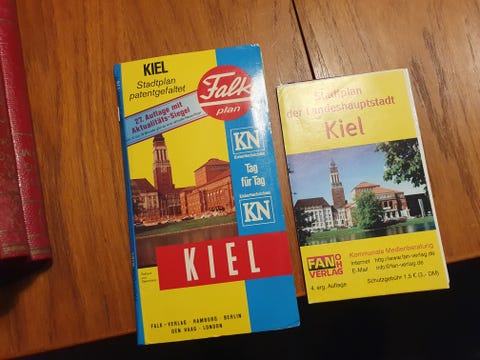 KIEL
Stadtplan
patentgefaltet
Falk
plan
27. Auflage mit
Aktualitäts-Siegel
KN
Tag
für Tag
KN
KIEL
FALK - VERLAG · HAMBURG · BERLIN
DEN HAAG · LONDON
Stadtplan
der Landeshauptstadt
Kiel
FAN OHG
VERLAG
Kommunale Medienberatung
Internet http://www.fan-verlag.de
E-Mail info@fan-verlag.de
4. erg. Auflage
Schutzgebühr 1,5 € (3,- DM)